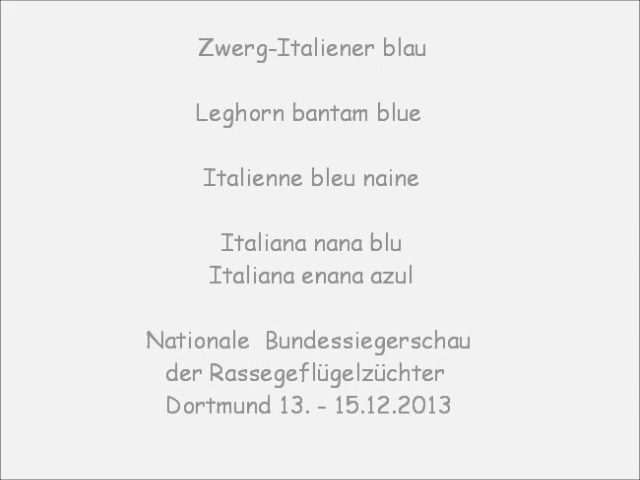 Zwerg-Italiener blau
Leghorn bantam blue
Italienne bleu naine
Italiana nana blu
Italiana enana azul
Nationale Bundessiegerschau
der Rassegeflügelzüchter
Dortmund 13. - 15.12.2013